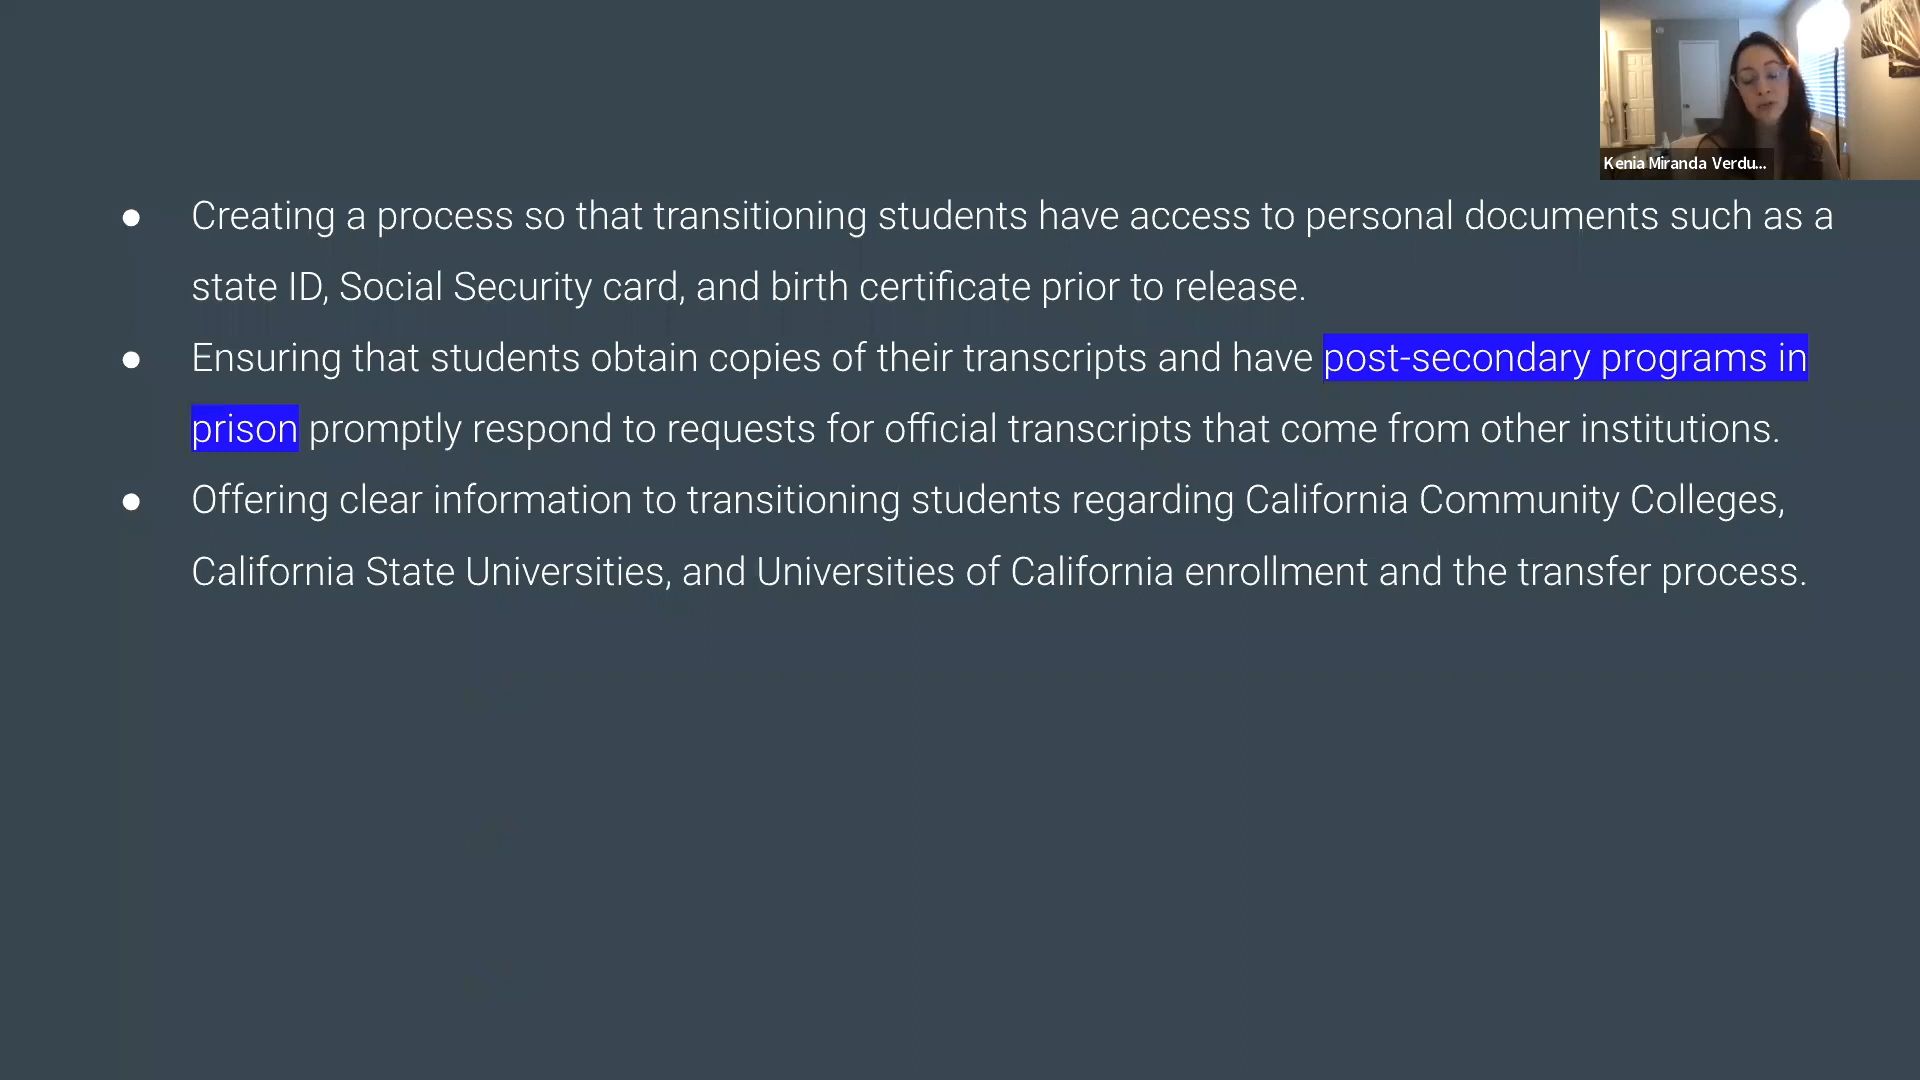 Kenia Miranda Verdu...
● Creating a process so that transitioning students have access to personal documents such as a
state ID, Social Security card, and birth certificate prior to release.
● Ensuring that students obtain copies of their transcripts and have post-secondary programs in
prison promptly respond to requests for official transcripts that come from other institutions.
● Offering clear information to transitioning students regarding California Community Colleges,
California State Universities, and Universities of California enrollment and the transfer process.